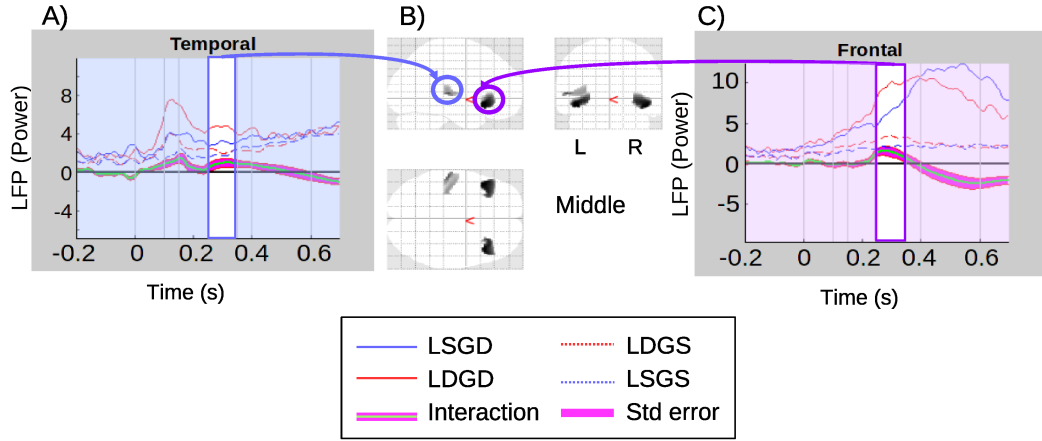 A)
Temporal
LFP (Power)
8
4
0
-4
-0.2
0
0.2
0.4
0.6
Time (s)
B)
<
<
L
R
<
Middle
C)
Frontal
LFP (Power)
10
5
0
-5
-0.2
0
0.2
0.4
0.6
Time (s)
LSGD
LDGS
LDGD
LSGS
Interaction
Std error